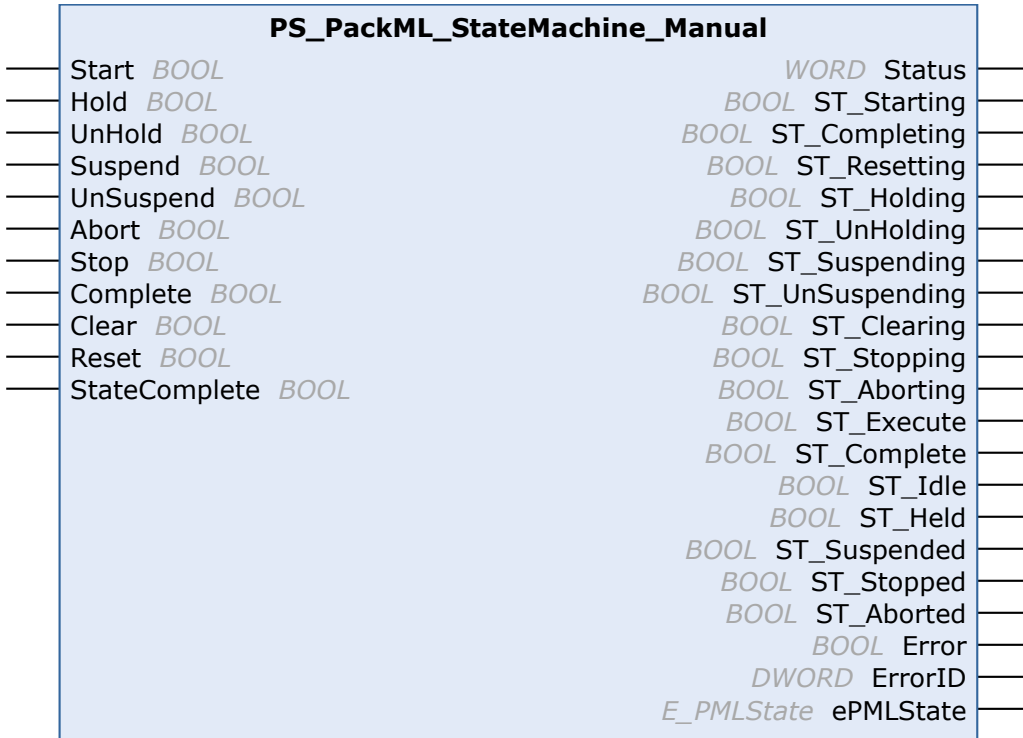 PS_PackML_StateMachine_Manual
Start BOOL WORD Status
Hold BOOL BOOL ST_Starting
UnHold BOOL BOOL ST_Completing
Suspend BOOL BOOL ST_Resetting
UnSuspend BOOL BOOL ST_Holding
Abort BOOL BOOL ST_UnHolding
Stop BOOL BOOL ST_Suspending
Complete BOOL BOOL ST_UnSuspending
Clear BOOL BOOL ST_Clearing
Reset BOOL BOOL ST_Stopping
StateComplete BOOL BOOL ST_Aborting
BOOL ST_Execute
BOOL ST_Complete
BOOL ST_Idle
BOOL ST_Held
BOOL ST_Suspended
BOOL ST_Stopped
BOOL ST_Aborted
BOOL Error
DWORD ErrorID
E_PMLState ePMLState